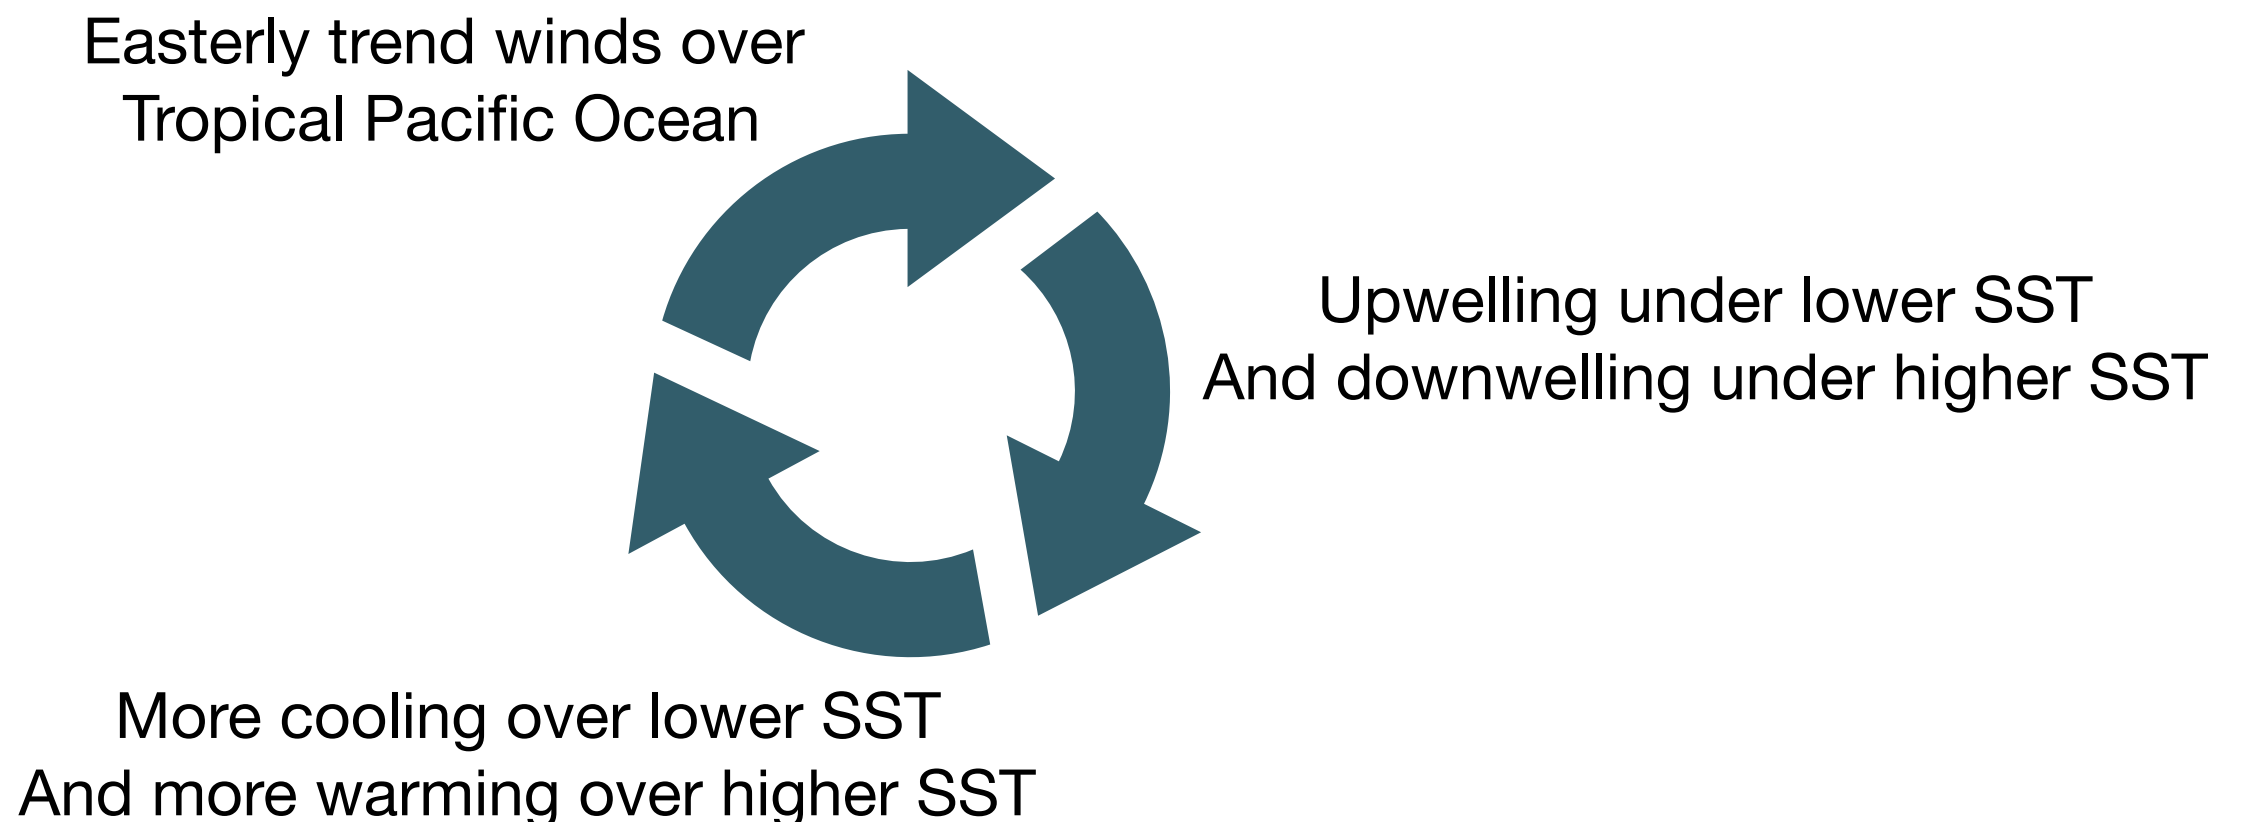 Easterly trend winds over
Tropical Pacific Ocean
Upwelling under lower SST
And downwelling under higher SST
More cooling over lower SST
And more warming over higher SST